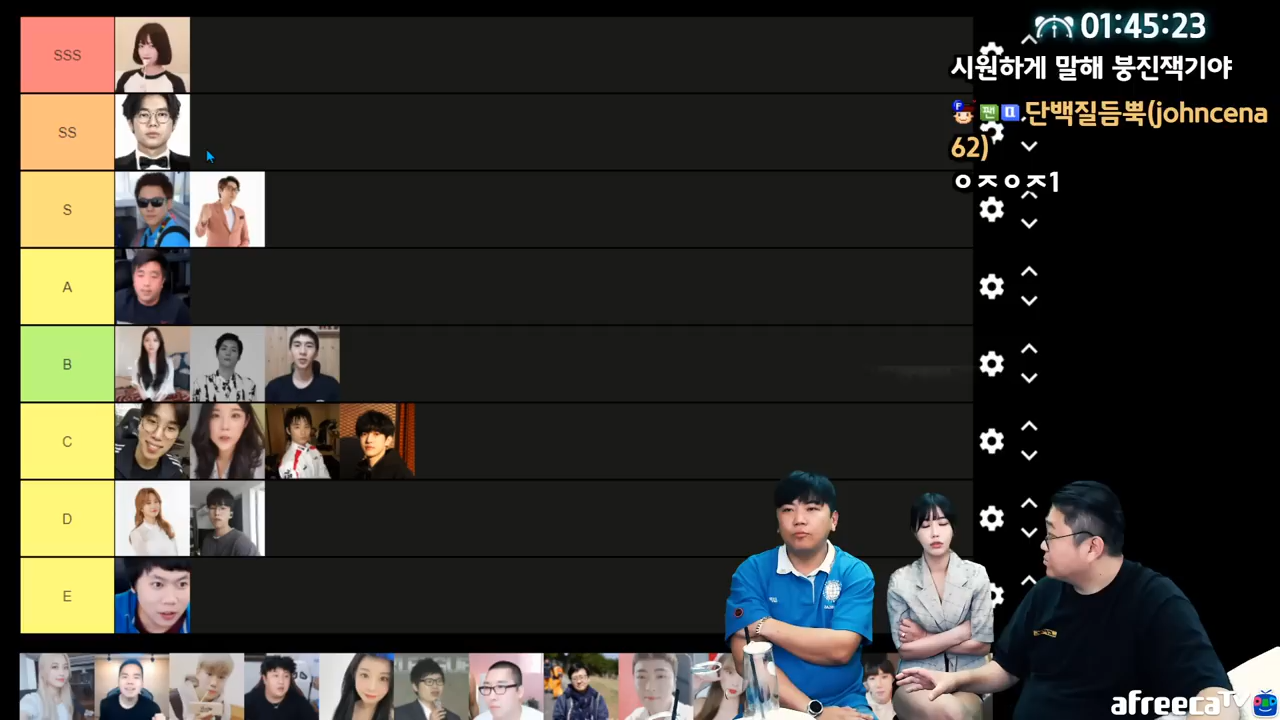 SSS
SS
S
A
B
C
D
E
01:45:23
시원하게 말해 붕진잭기야
F 팬 단백질듬뿍(johncena
62)
ㅇㅈㅇㅈ1
afreecaTV